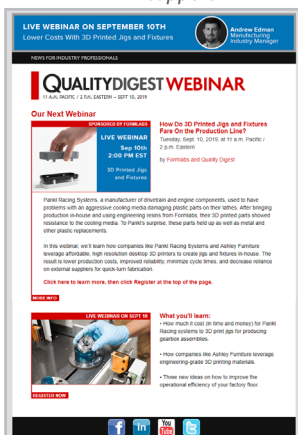 LIVE WEBINAR ON SEPTEMBER 10TH
Lower Costs With 3D Printed Jigs and Fixtures
Andrew Edman
Manufacturing
Industry Manager
NEWS FOR INDUSTRY PROFESSIONALS
QUALITYDIGEST WEBINAR
11 A.M. PACIFIC / 2 P.M. EASTERN – SEPT 10, 2019
Our Next Webinar
SPONSORED BY FORMLABS
LIVE WEBINAR
Sep 10th
2:00 PM EST
3D Printed Jigs
and Fixtures
How Do 3D Printed Jigs and Fixtures
Fare On the Production Line?
Tuesday, Sept. 10, 2019, at 11 a.m. Pacific /
2 p.m. Eastern
by Formlabs and Quality Digest
Pankl Racing Systems, a manufacturer of drivetrain and engine components, used to have
problems with an aggressive cooling media damaging plastic parts on their lathes. After bringing
production in-house and using engineering resins from Formlabs, their 3D printed parts showed
resistance to the cooling media. To Pankl's surprise, these parts held up as well as metal and
other plastic replacements.
In this webinar, we'll learn how companies like Pankl Racing Systems and Ashley Furniture
leverage affordable, high resolution desktop 3D printers to create jigs and fixtures in-house. The
result is lower production costs, improved reliability, minimize cycle times, and decrease reliance
on external suppliers for quick-turn fabrication.
Click here to learn more, then click Register at the top of the page.
MORE INFO
LIVE WEBINAR ON SEPT 10
REGISTER NOW
What you'll learn:
• How much it cost (in time and money) for Pankl
Racing systems to 3D print jigs for producing
gearbox assemblies.
• How companies like Ashley Furniture leverage
engineering-grade 3D printing materials.
• Three new ideas on how to improve the
operational efficiency of your factory floor.
f
in
You
Tube